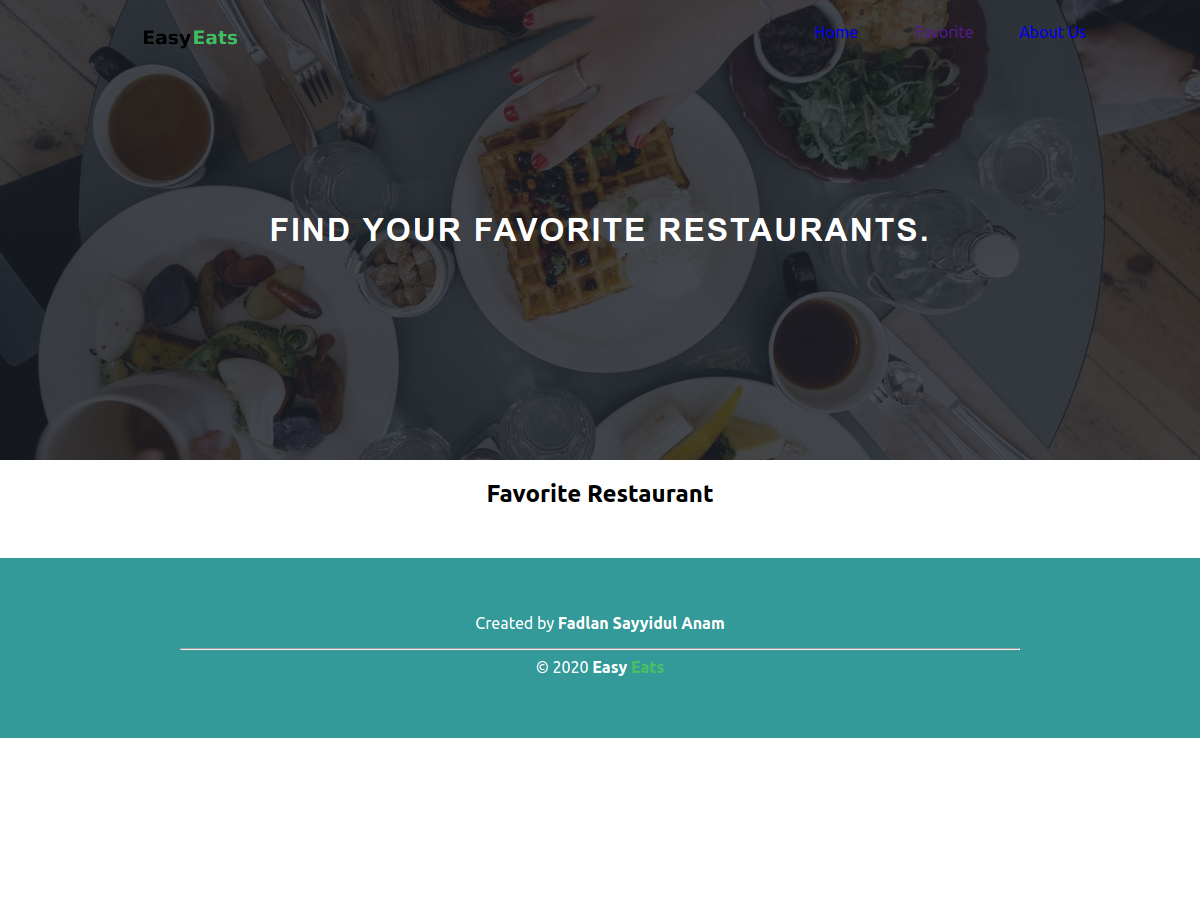 EasyEats
Home Favorite About Us
FIND YOUR FAVORITE RESTAURANTS.
Favorite Restaurant
Created by Fadlan Sayyidul Anam
© 2020 Easy Eats